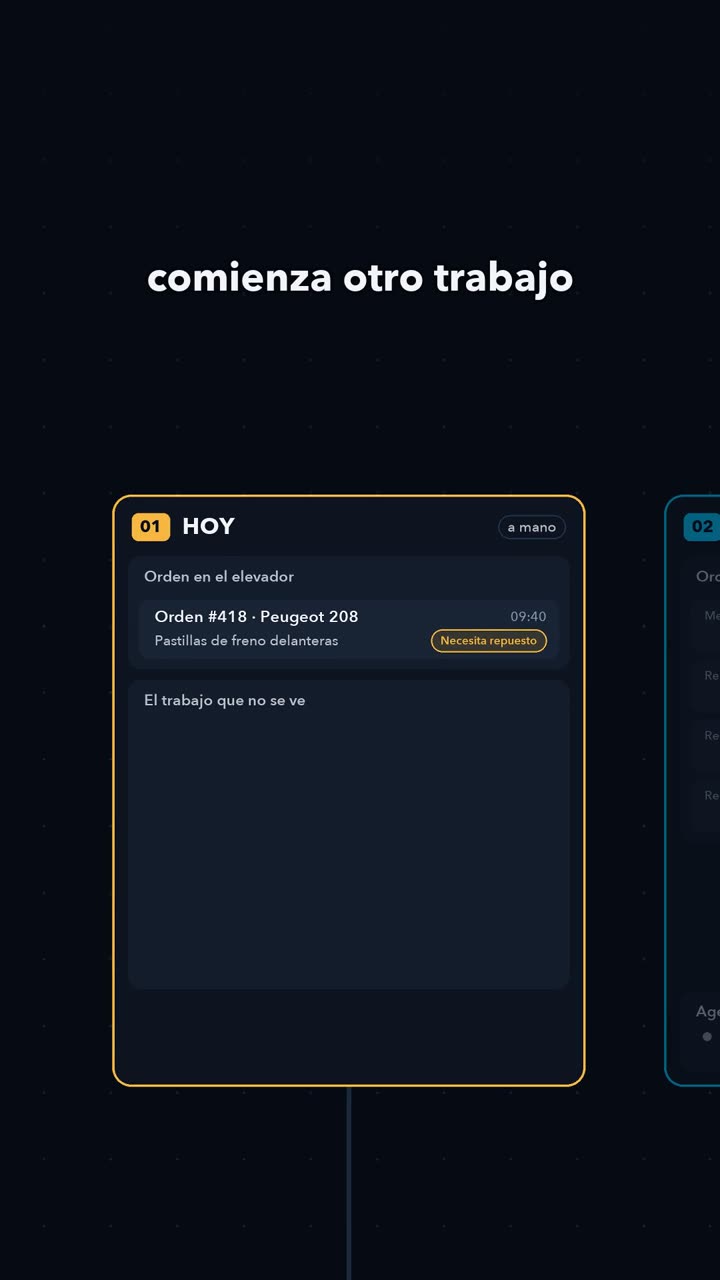 comienza otro trabajo
01 HOY a mano
Orden en el elevador
Orden #418 · Peugeot 208 09:40
Pastillas de freno delanteras Necesita repuesto
El trabajo que no se ve
02